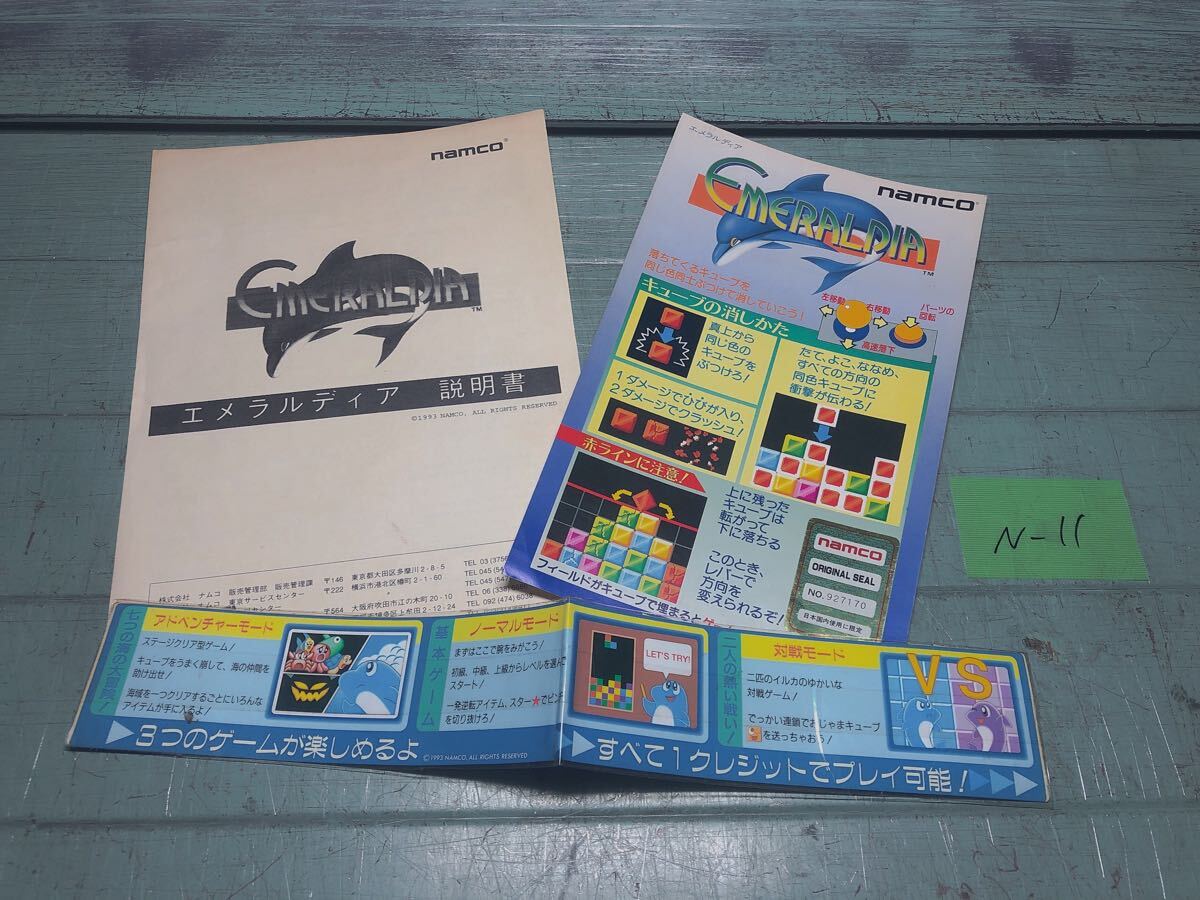 namco®
EMERALDIA™
エメラルディア 説明書
©1993 NAMCO, ALL RIGHTS RESERVED
株式会社 ナムコ 販売管理部 販売管理課 〒146 東京都大田区多摩川2-8-5
東京サービスセンター 〒222 横浜市港北区樽町2-1-60
〒564 大阪府吹田市江の木町20-10
TEL 03
TEL 045
TEL 045
TEL 06
TEL 092 (474)
エメラルディア
EMERALDIA™
namco®
落ちてくるキューブを
同じ色同士ぶつけて消していこう!
左移動
右移動
高速落下
パーツの
回転
キューブの消しかた
真上から
同じ色の
キューブを
ぶつけろ!
1ダメージでひびが入り、
2ダメージでクラッシュ!
たて、よこ、ななめ、
すべての方向の
同色キューブに
衝撃が伝わる!
赤ラインに注意!
上に残った
キューブは
転がって
下に落ちる
このとき、
レバーで
方向を
変えられるぞ!
フィールドがキューブで埋まると
namco
ORIGINAL SEAL
NO.927170
日本国内使用に限定
N-11
七つの海の大冒険!
アドベンチャーモード
ステージクリア型ゲーム!
キューブをうまく崩して、海の仲間を
助け出せ!
海域を一つクリアするごとにいろんな
アイテムが手に入るよ!
基本ゲーム
ノーマルモード
まずはここで腕をみがこう!
初級、中級、上級からレベルを選んで
スタート!
一発逆転アイテム、スター★でピンチ
を切り抜けろ!
LET'S TRY!
二人の熱い戦い!
対戦モード
二匹のイルカのゆかいな
対戦ゲーム!
でっかい連鎖でおじゃまキューブ
を送っちゃおう!
VS
3つのゲームが楽しめるよ
©1993 NAMCO, ALL RIGHTS RESERVED
すべて1クレジットでプレイ可能!